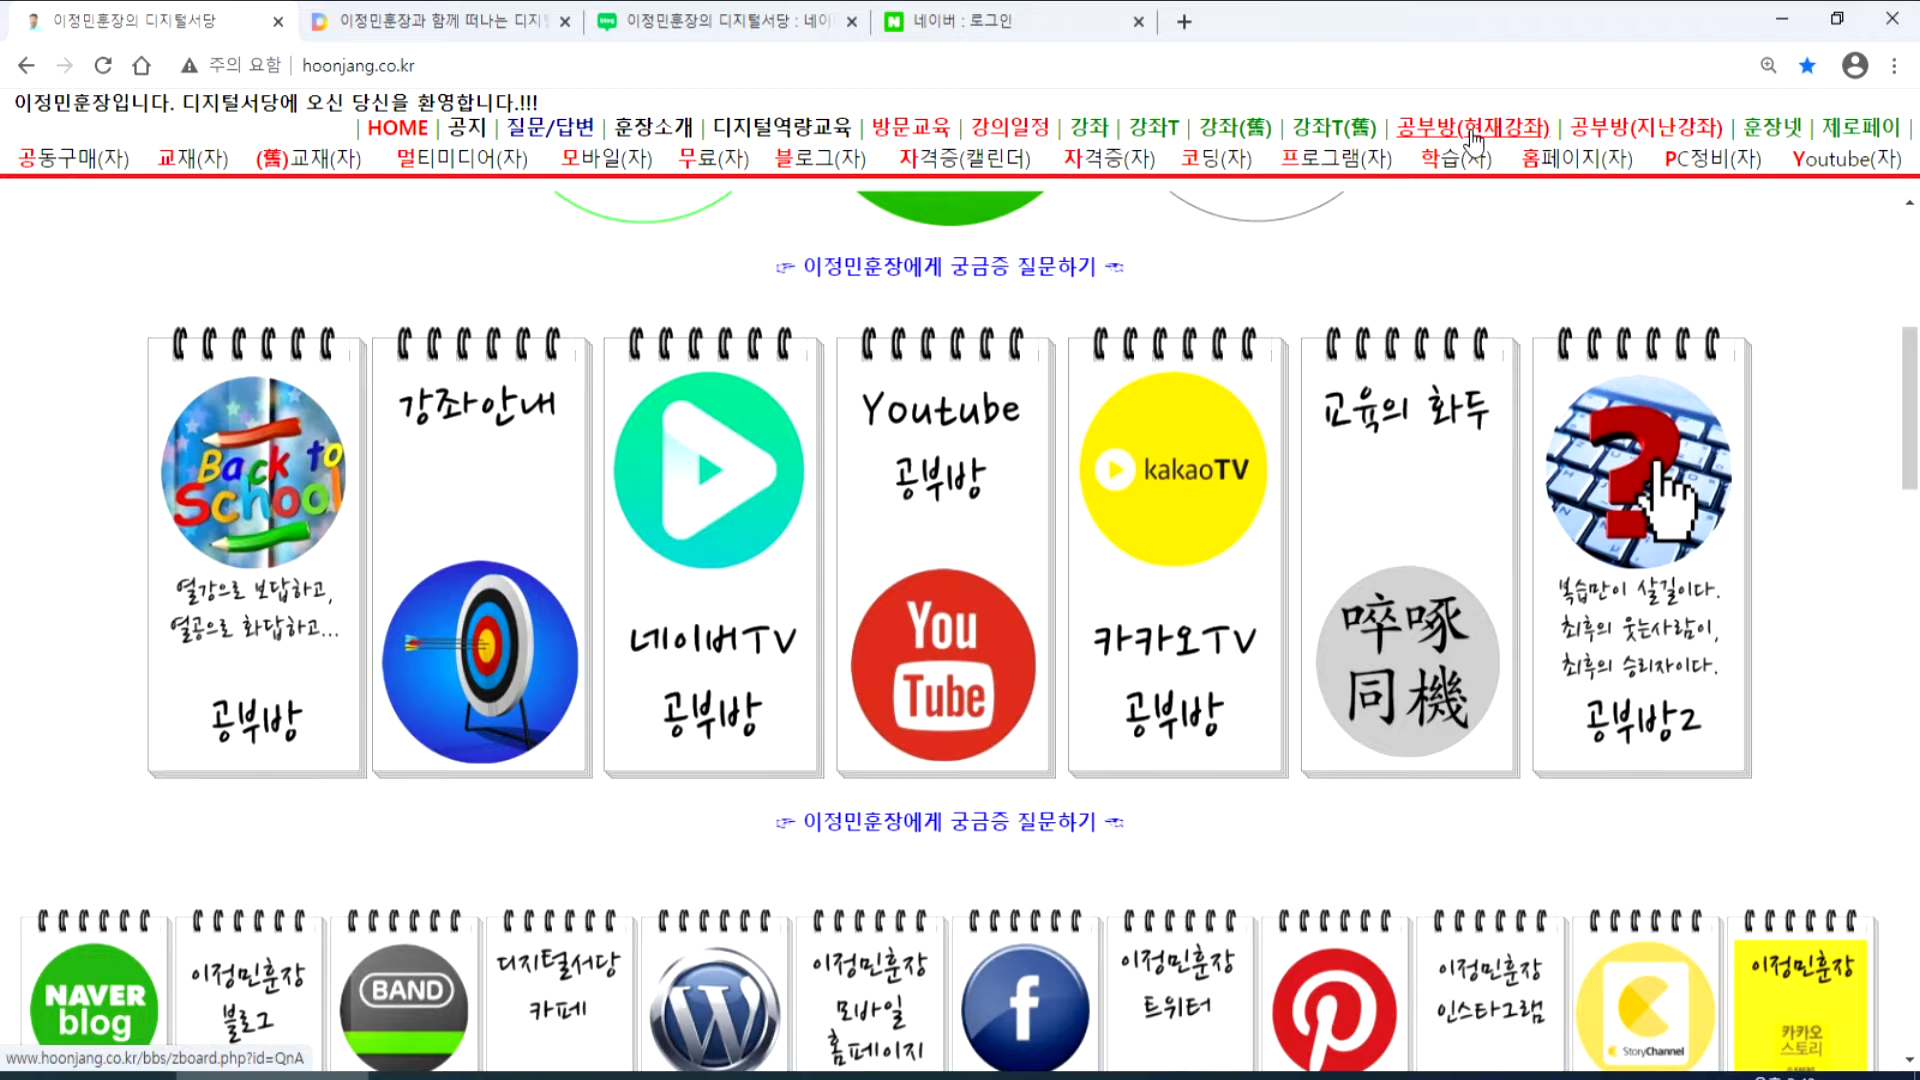 이정민훈장의 디지털서당
이정민훈장과 함께 떠나는 디지
이정민훈장의 디지털서당 : 네이
네이버 : 로그인
주의 요함 | hoonjang.co.kr
이정민훈장입니다. 디지털서당에 오신 당신을 환영합니다.!!!
| HOME | 공지 | 질문/답변 | 훈장소개 | 디지털역량교육 | 방문교육 | 강의일정 | 강좌 | 강좌T | 강좌(舊) | 강좌T(舊) | 공부방(현재강좌) | 공부방(지난강좌) | 훈장넷 | 제로페이 |
공동구매(자) 교재(자) (舊)교재(자) 멀티미디어(자) 모바일(자) 무료(자) 블로그(자) 자격증(캘린더) 자격증(자) 코딩(자) 프로그램(자) 학습(자) 홈페이지(자) PC정비(자) Youtube(자)
☞ 이정민훈장에게 궁금증 질문하기 ☜
Back to
School
열강으로 보답하고,
열공으로 화답하고...
공부방
강좌안내
네이버TV
공부방
Youtube
공부방
You
Tube
kakaoTV
카카오TV
공부방
교육의 화두
啐啄
同機
복습만이 살길이다.
최후의 웃는사람이,
최후의 승리자이다.
공부방2
☞ 이정민훈장에게 궁금증 질문하기 ☜
NAVER
blog
이정민훈장
블로그
BAND
디지털서당
카페
W
이정민훈장
모바일
홈페이지
f
이정민훈장
트위터
이정민훈장
인스타그램
StoryChannel
이정민훈장
카카오
스토리
www.hoonjang.co.kr/bbs/zboard.php?id=QnA